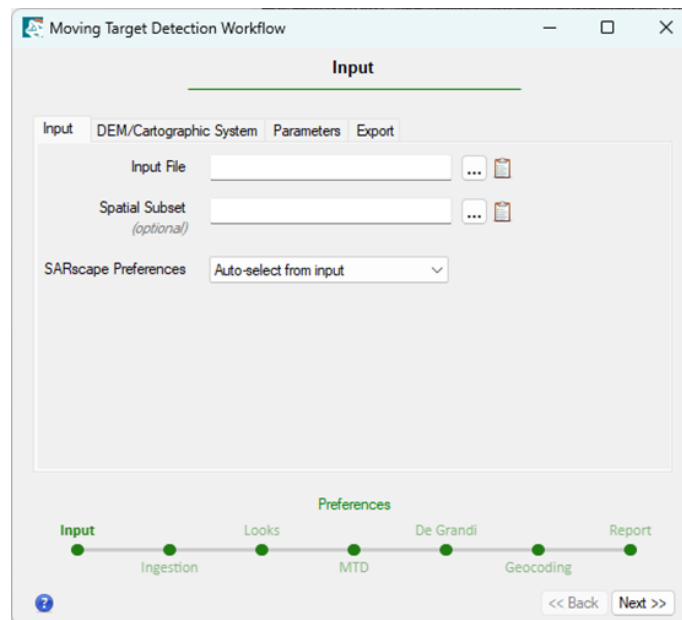 Moving Target Detection Workflow
Input
Input DEM/Cartographic System Parameters Export
Input File ...
Spatial Subset ...
(optional)
SARscape Preferences Auto-select from input
Preferences
Input Looks De Grandi Report
Ingestion MTD Geocoding
? << Back Next >>